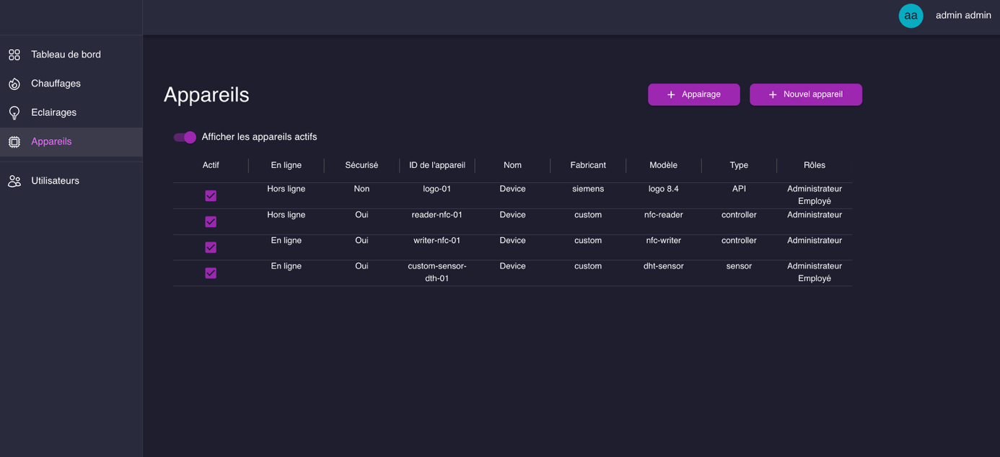 aa admin admin
Tableau de bord
Chauffages
Eclairages
Appareils
Utilisateurs
Appareils
+ Appairage + Nouvel appareil
Afficher les appareils actifs
Actif En ligne Sécurisé ID de l'appareil Nom Fabricant Modèle Type Rôles
Hors ligne Non logo-01 Device siemens logo 8.4 API Administrateur
Employé
Hors ligne Oui reader-nfc-01 Device custom nfc-reader controller Administrateur
En ligne Oui writer-nfc-01 Device custom nfc-writer controller Administrateur
En ligne Oui custom-sensor- Device custom dht-sensor sensor Administrateur
dth-01 Employé